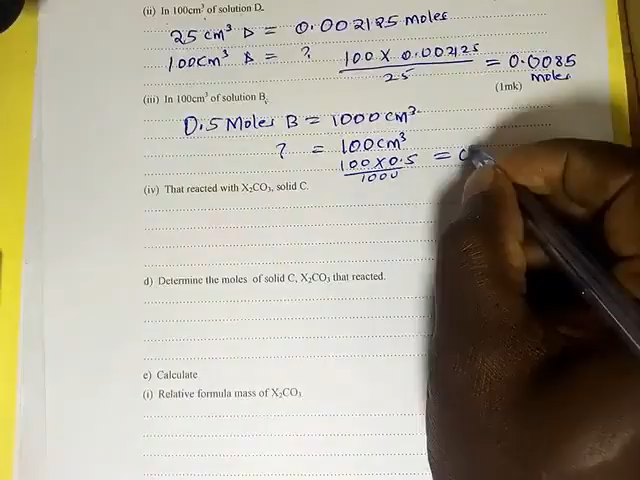 (ii) In 100cm³ of solution D.
25 cm³ D = 0.002125 moles
100cm³ D = ? 100 X 0.002125 / 25 = 0.0085 moles
(1mk)
(iii) In 100cm³ of solution B.
0.5 Moles B = 1000 cm³
? = 100cm³
100 X 0.5 / 1000 = 0
(iv) That reacted with X₂CO₃, solid C.
d) Determine the moles of solid C, X₂CO₃ that reacted.
e) Calculate
(i) Relative formula mass of X₂CO₃